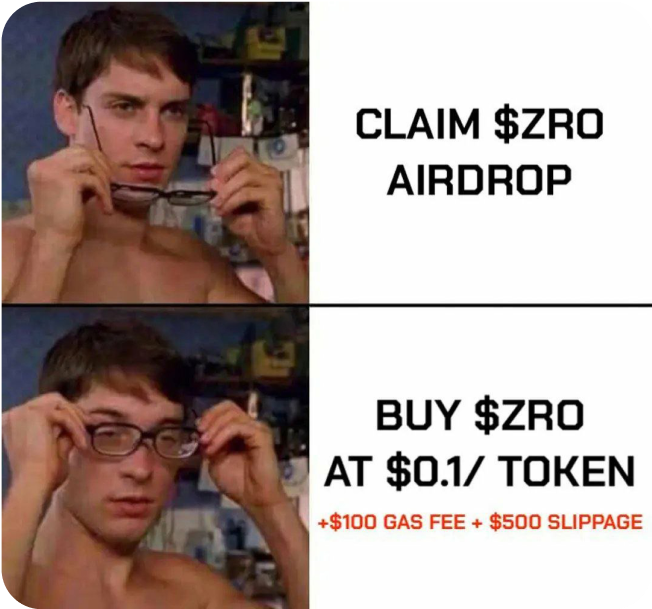 CLAIM $ZRO
AIRDROP
BUY $ZRO
AT $0.1/ TOKEN
+$100 GAS FEE + $500 SLIPPAGE